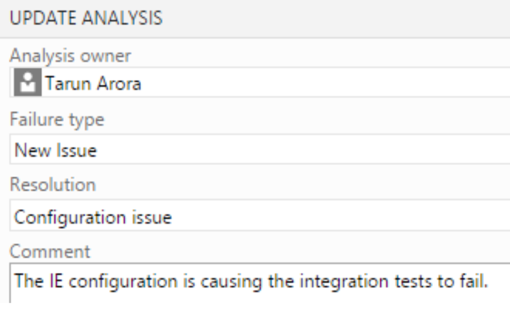 UPDATE ANALYSIS
Analysis owner
Tarun Arora
Failure type
New Issue
Resolution
Configuration issue
Comment
The IE configuration is causing the integration tests to fail.